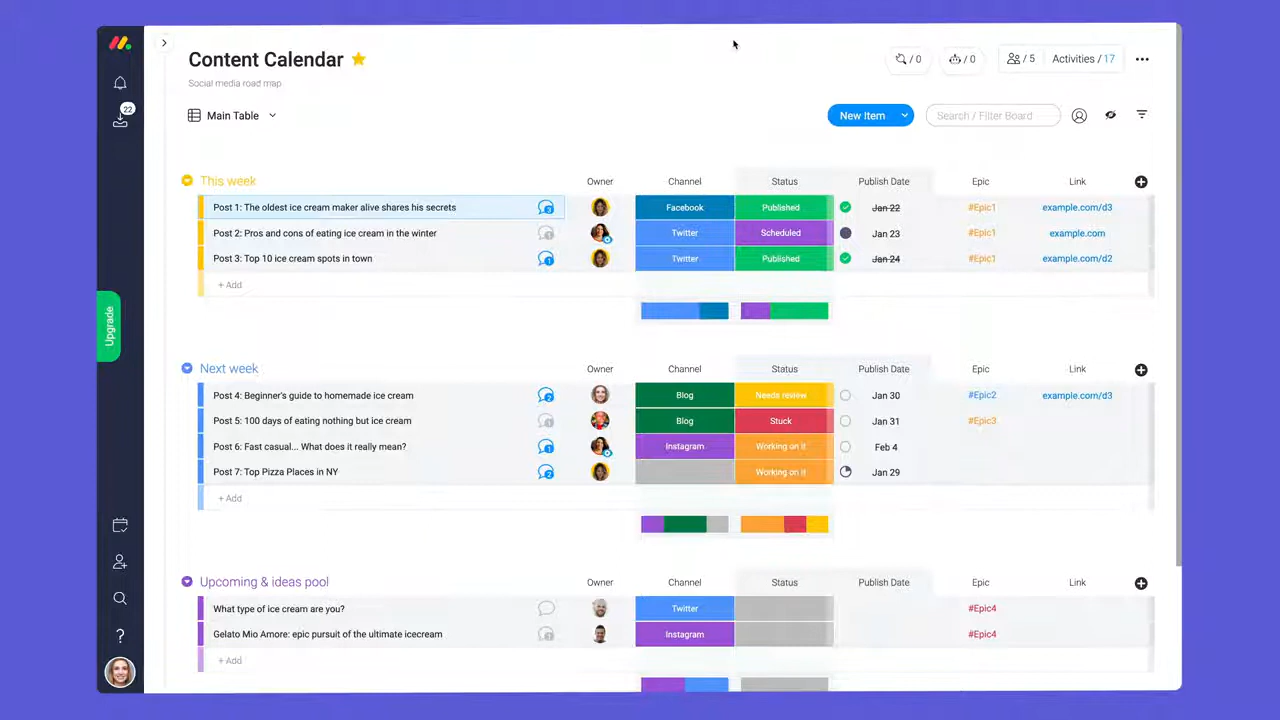 Content Calendar
/ 0
/ 0
/ 5
Activities / 17
Social media road map
22
Main Table
New Item
Search / Filter Board
This week
Owner
Channel
Status
Publish Date
Epic
Link
Post 1: The oldest ice cream maker alive shares his secrets
Facebook
Published
Jan 22
#Epic1
example.com/d3
Post 2: Pros and cons of eating ice cream in the winter
Twitter
Scheduled
Jan 23
#Epic1
example.com
Post 3: Top 10 ice cream spots in town
Twitter
Published
Jan 24
#Epic1
example.com/d2
+ Add
Upgrade
Next week
Owner
Channel
Status
Publish Date
Epic
Link
Post 4: Beginner's guide to homemade ice cream
Blog
Needs review
Jan 30
#Epic2
example.com/d3
Post 5: 100 days of eating nothing but ice cream
Blog
Stuck
Jan 31
#Epic3
Post 6: Fast casual... What does it really mean?
Instagram
Working on it
Feb 4
Post 7: Top Pizza Places in NY
Working on it
Jan 29
+ Add
Upcoming & ideas pool
Owner
Channel
Status
Publish Date
Epic
Link
What type of ice cream are you?
Twitter
#Epic4
Gelato Mio Amore: epic pursuit of the ultimate icecream
Instagram
#Epic4
+ Add
?